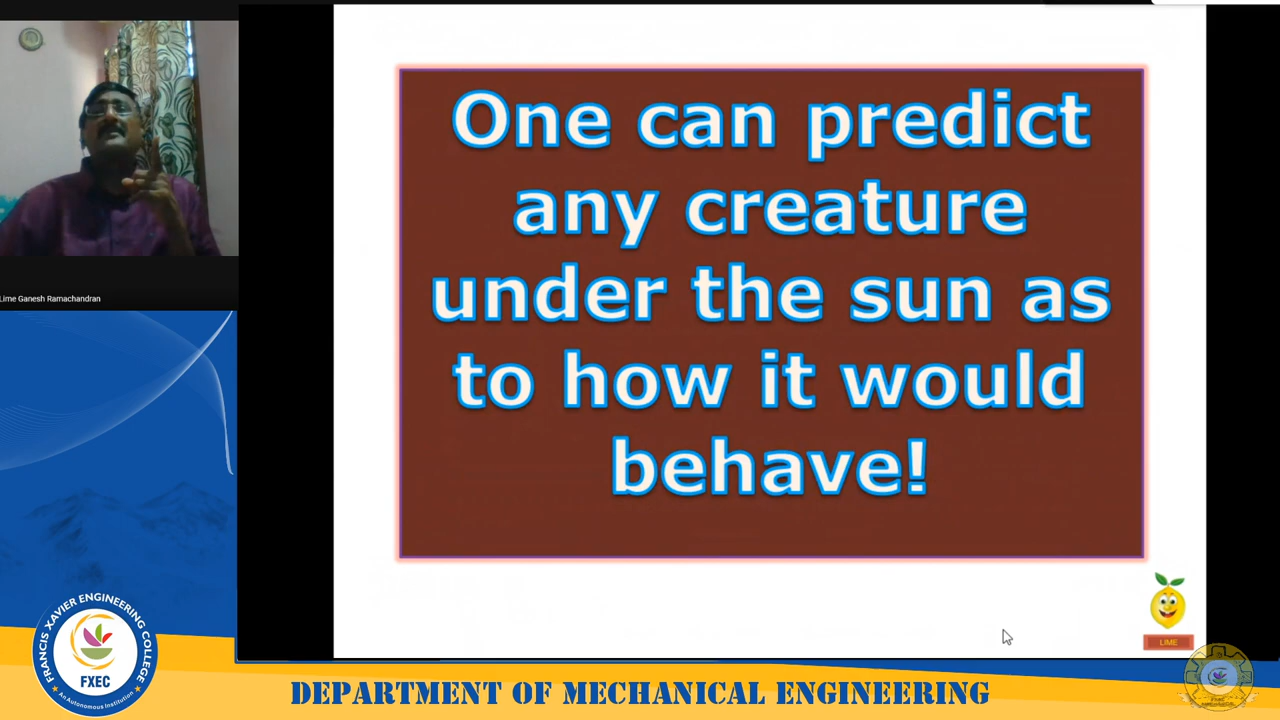 One can predict
any creature
under the sun as
to how it would
behave!
Lime Ganesh Ramachandran
LIME
FRANCIS XAVIER ENGINEERING COLLEGE
FXEC
An Autonomous Institution
DEPARTMENT OF MECHANICAL ENGINEERING